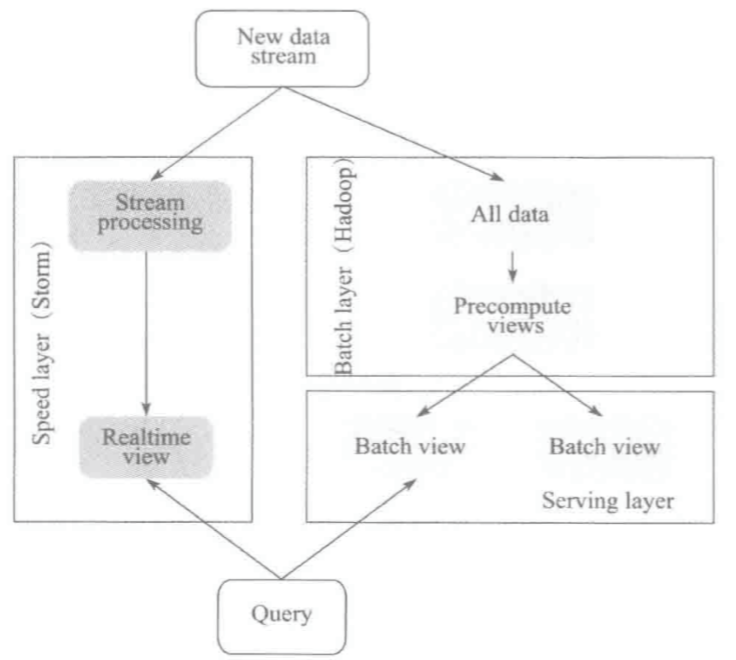 New data
stream
Stream
processing
Speed layer（Storm）
Realtime
view
Batch layer（Hadoop）
All data
Precompute
views
Batch view
Batch view
Serving layer
Query